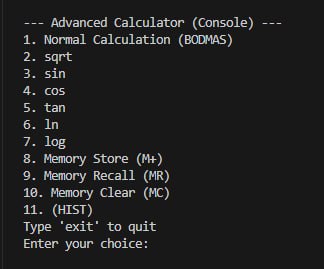 --- Advanced Calculator (Console) ---
1. Normal Calculation (BODMAS)
2. sqrt
3. sin
4. cos
5. tan
6. ln
7. log
8. Memory Store (M+)
9. Memory Recall (MR)
10. Memory Clear (MC)
11. (HIST)
Type 'exit' to quit
Enter your choice: